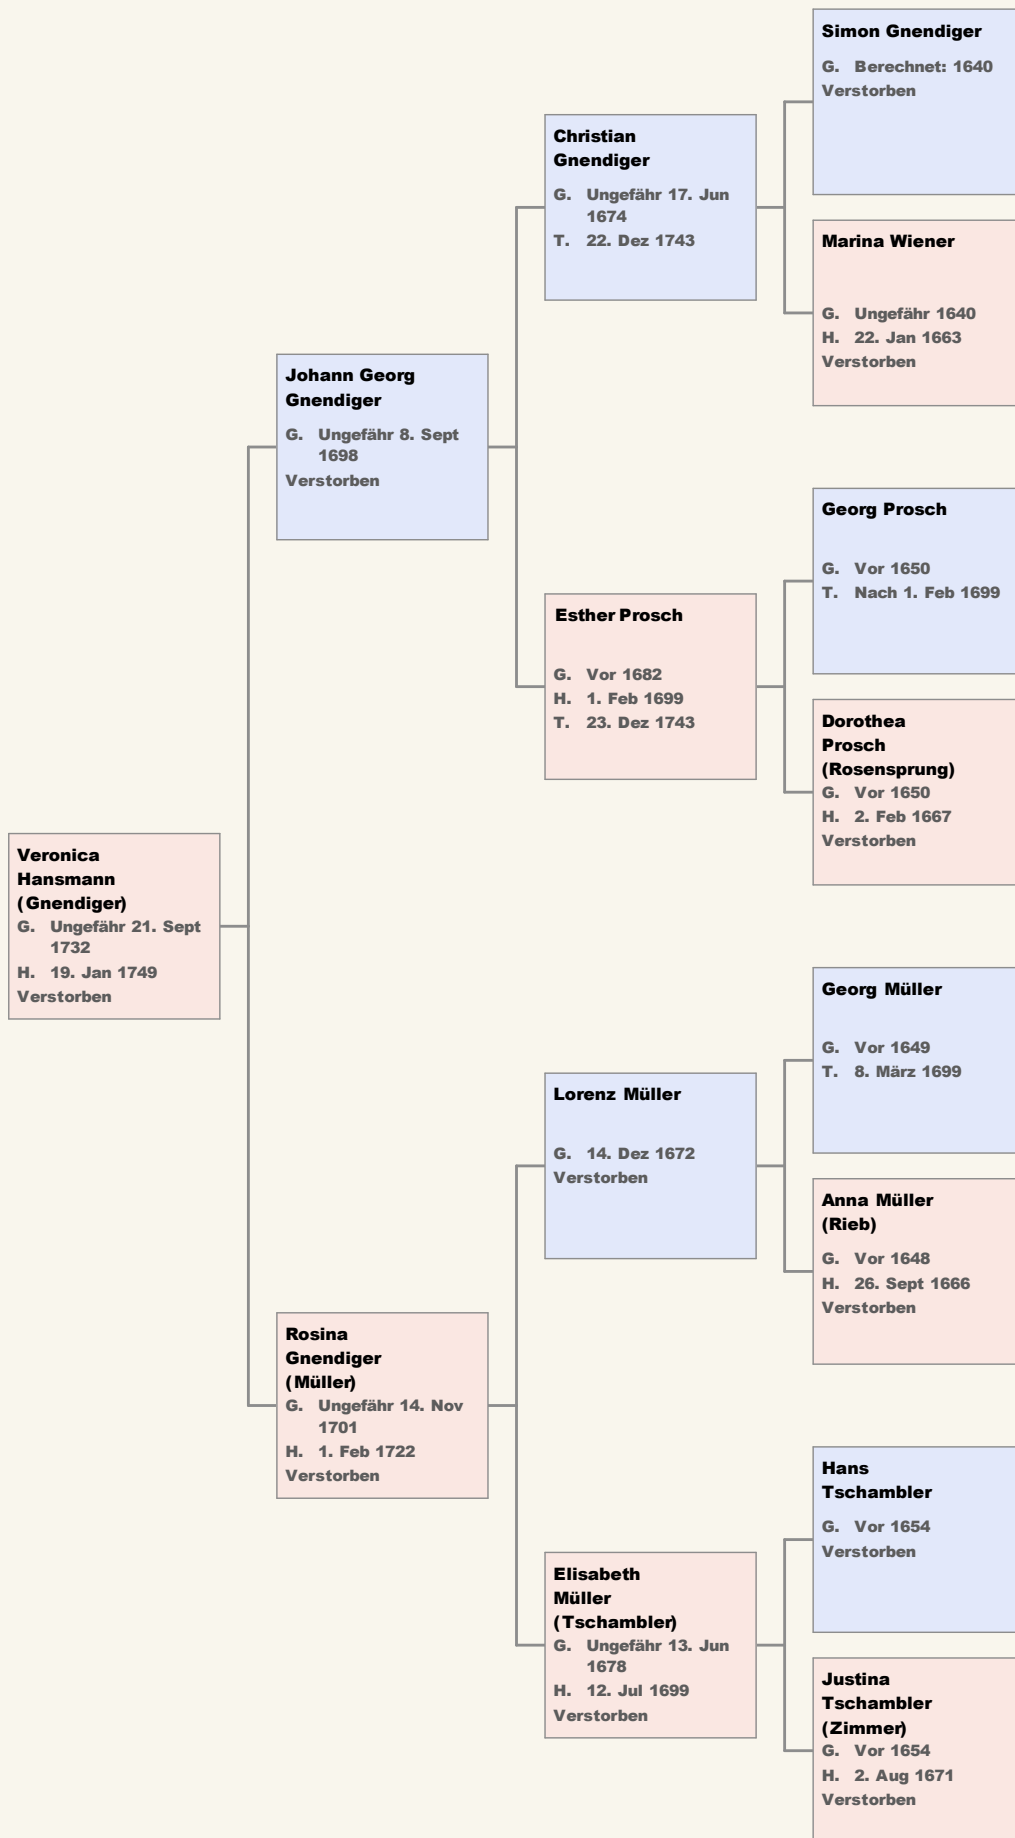 Simon Gnendiger
G. Berechnet: 1640
Verstorben
Christian
Gnendiger
G. Ungefähr 17. Jun
1674
T. 22. Dez 1743
Marina Wiener
G. Ungefähr 1640
H. 22. Jan 1663
Verstorben
Johann Georg
Gnendiger
G. Ungefähr 8. Sept
1698
Verstorben
Georg Prosch
G. Vor 1650
T. Nach 1. Feb 1699
Esther Prosch
G. Vor 1682
H. 1. Feb 1699
T. 23. Dez 1743
Dorothea
Prosch
(Rosensprung)
G. Vor 1650
H. 2. Feb 1667
Verstorben
Veronica
Hansmann
(Gnendiger)
G. Ungefähr 21. Sept
1732
H. 19. Jan 1749
Verstorben
Georg Müller
G. Vor 1649
T. 8. März 1699
Lorenz Müller
G. 14. Dez 1672
Verstorben
Anna Müller
(Rieb)
G. Vor 1648
H. 26. Sept 1666
Verstorben
Rosina
Gnendiger
(Müller)
G. Ungefähr 14. Nov
1701
H. 1. Feb 1722
Verstorben
Hans
Tschambler
G. Vor 1654
Verstorben
Elisabeth
Müller
(Tschambler)
G. Ungefähr 13. Jun
1678
H. 12. Jul 1699
Verstorben
Justina
Tschambler
(Zimmer)
G. Vor 1654
H. 2. Aug 1671
Verstorben